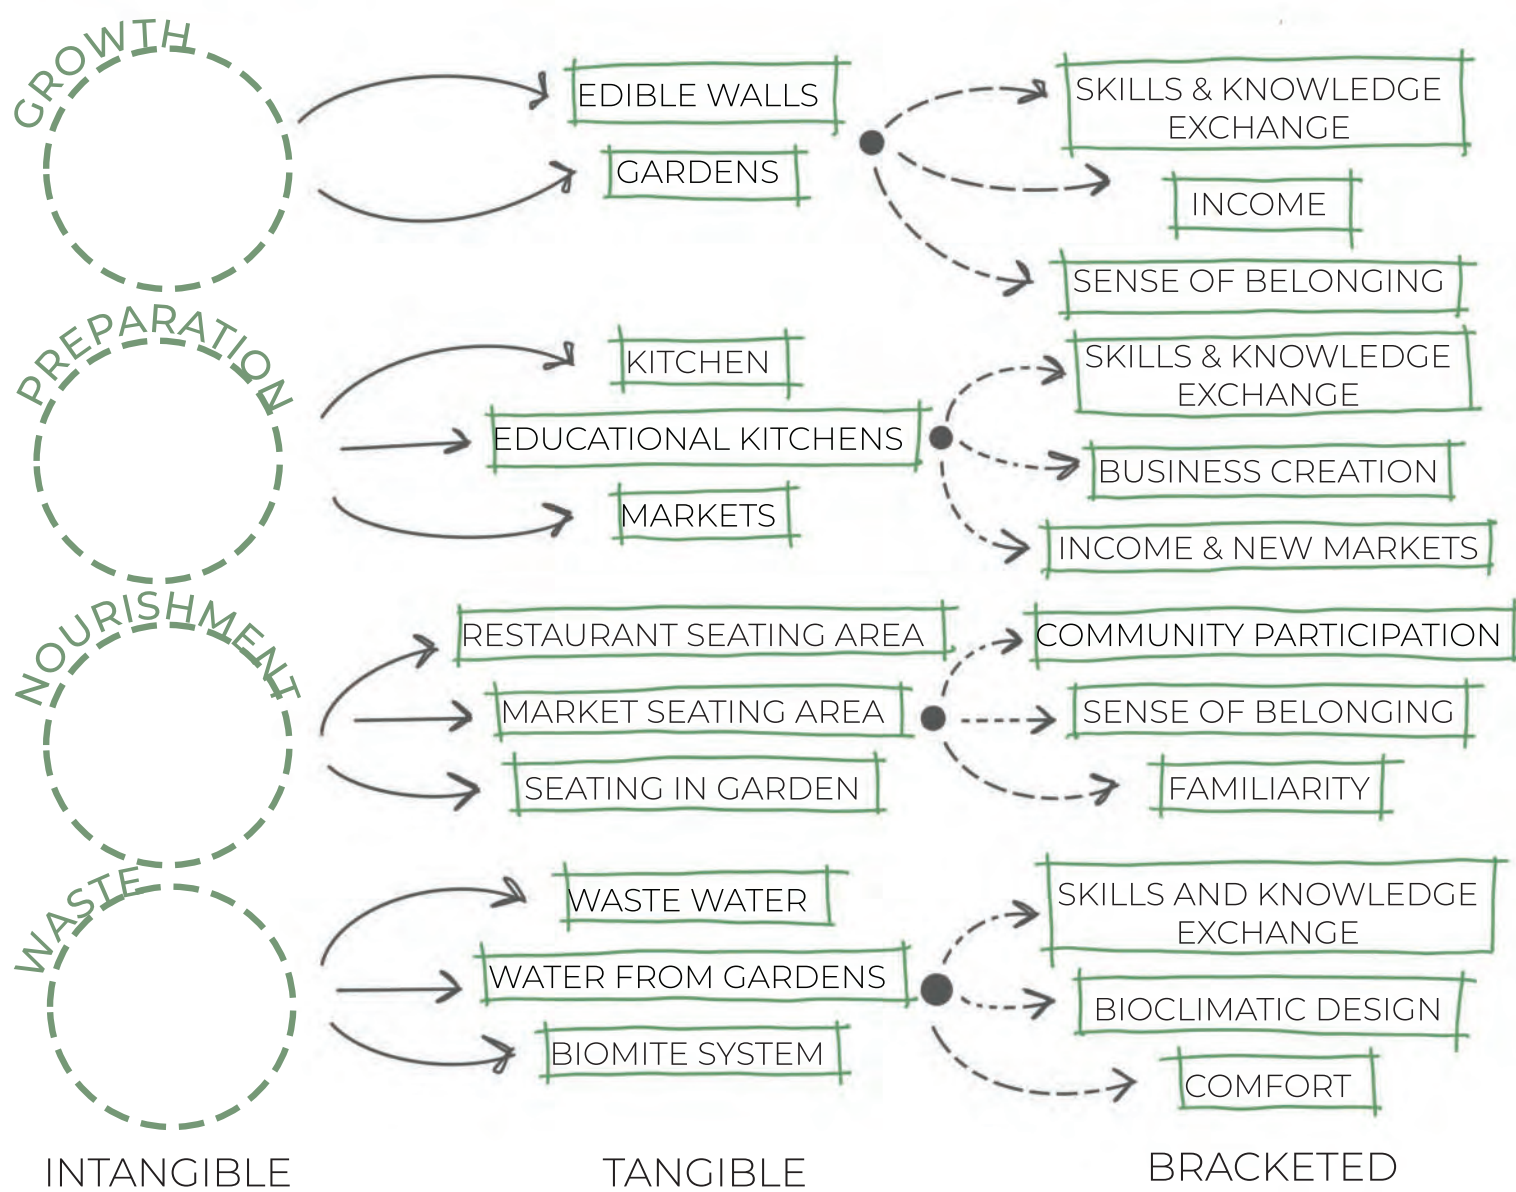 GROWTH
EDIBLE WALLS
GARDENS
SKILLS & KNOWLEDGE
EXCHANGE
INCOME
SENSE OF BELONGING
PREPARATION
KITCHEN
EDUCATIONAL KITCHENS
MARKETS
SKILLS & KNOWLEDGE
EXCHANGE
BUSINESS CREATION
INCOME & NEW MARKETS
NOURISHMENT
RESTAURANT SEATING AREA
MARKET SEATING AREA
SEATING IN GARDEN
COMMUNITY PARTICIPATION
SENSE OF BELONGING
FAMILIARITY
WASTE
WASTE WATER
WATER FROM GARDENS
BIOMITE SYSTEM
SKILLS AND KNOWLEDGE
EXCHANGE
BIOCLIMATIC DESIGN
COMFORT
INTANGIBLE
TANGIBLE
BRACKETED